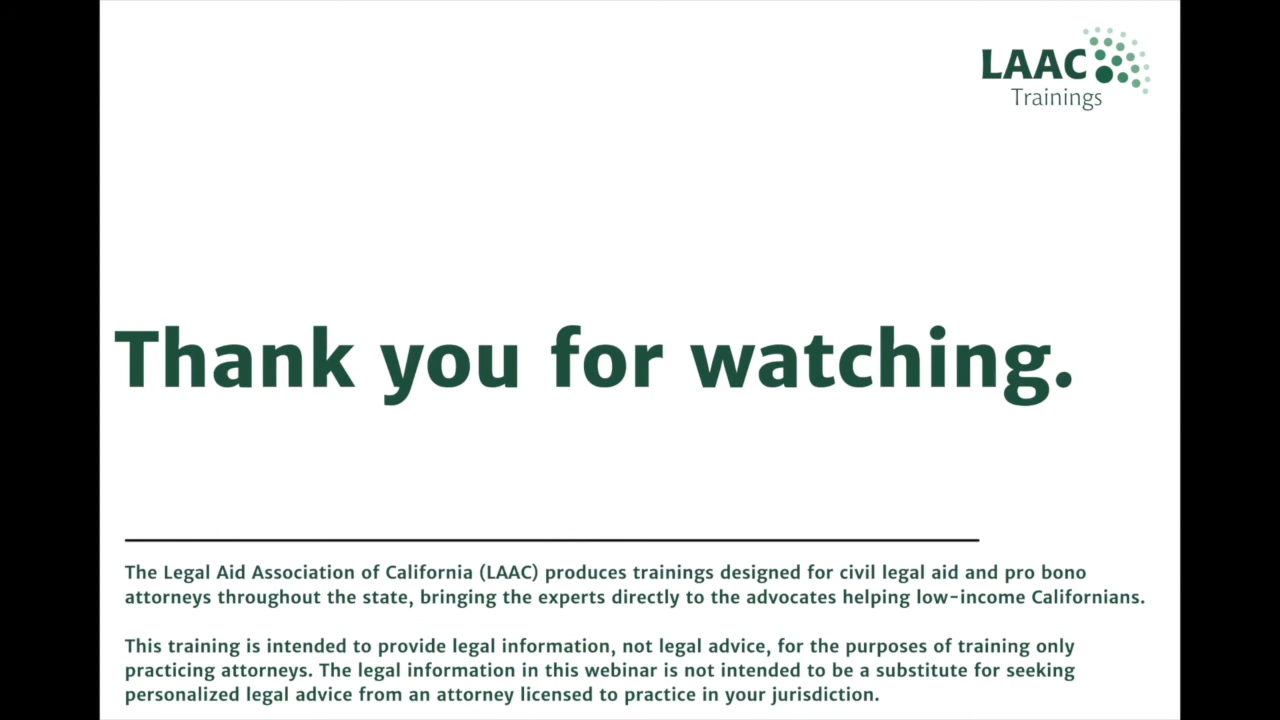 LAAC
Trainings
Thank you for watching.
The Legal Aid Association of California (LAAC) produces trainings designed for civil legal aid and pro bono
attorneys throughout the state, bringing the experts directly to the advocates helping low-income Californians.
This training is intended to provide legal information, not legal advice, for the purposes of training only
practicing attorneys. The legal information in this webinar is not intended to be a substitute for seeking
personalized legal advice from an attorney licensed to practice in your jurisdiction.